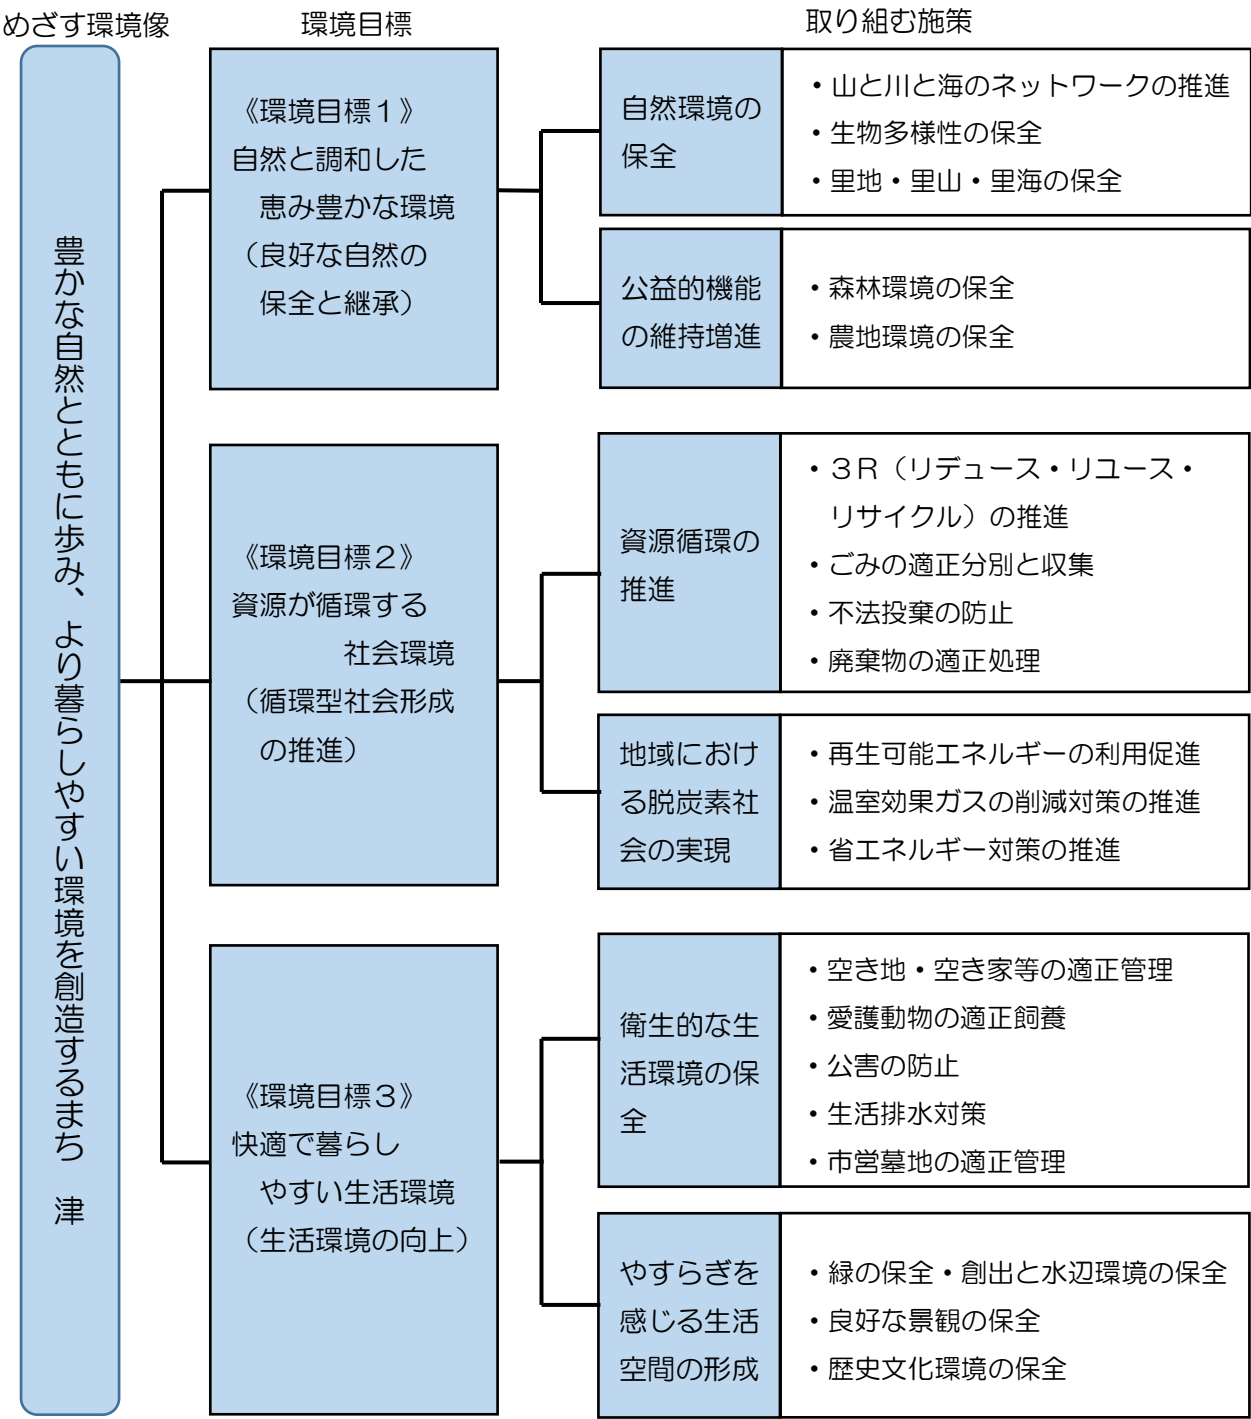 めざす環境像
環境目標
取り組む施策
豊かな自然とともに歩み、より暮らしやすい環境を創造するまち　津
《環境目標１》
自然と調和した
恵み豊かな環境
（良好な自然の
保全と継承）
自然環境の
保全
・山と川と海のネットワークの推進
・生物多様性の保全
・里地・里山・里海の保全
公益的機能
の維持増進
・森林環境の保全
・農地環境の保全
《環境目標２》
資源が循環する
社会環境
（循環型社会形成
の推進）
資源循環の
推進
・３Ｒ（リデュース・リユース・
リサイクル）の推進
・ごみの適正分別と収集
・不法投棄の防止
・廃棄物の適正処理
地域におけ
る脱炭素社
会の実現
・再生可能エネルギーの利用促進
・温室効果ガスの削減対策の推進
・省エネルギー対策の推進
《環境目標３》
快適で暮らし
やすい生活環境
（生活環境の向上）
衛生的な生
活環境の保
全
・空き地・空き家等の適正管理
・愛護動物の適正飼養
・公害の防止
・生活排水対策
・市営墓地の適正管理
やすらぎを
感じる生活
空間の形成
・緑の保全・創出と水辺環境の保全
・良好な景観の保全
・歴史文化環境の保全